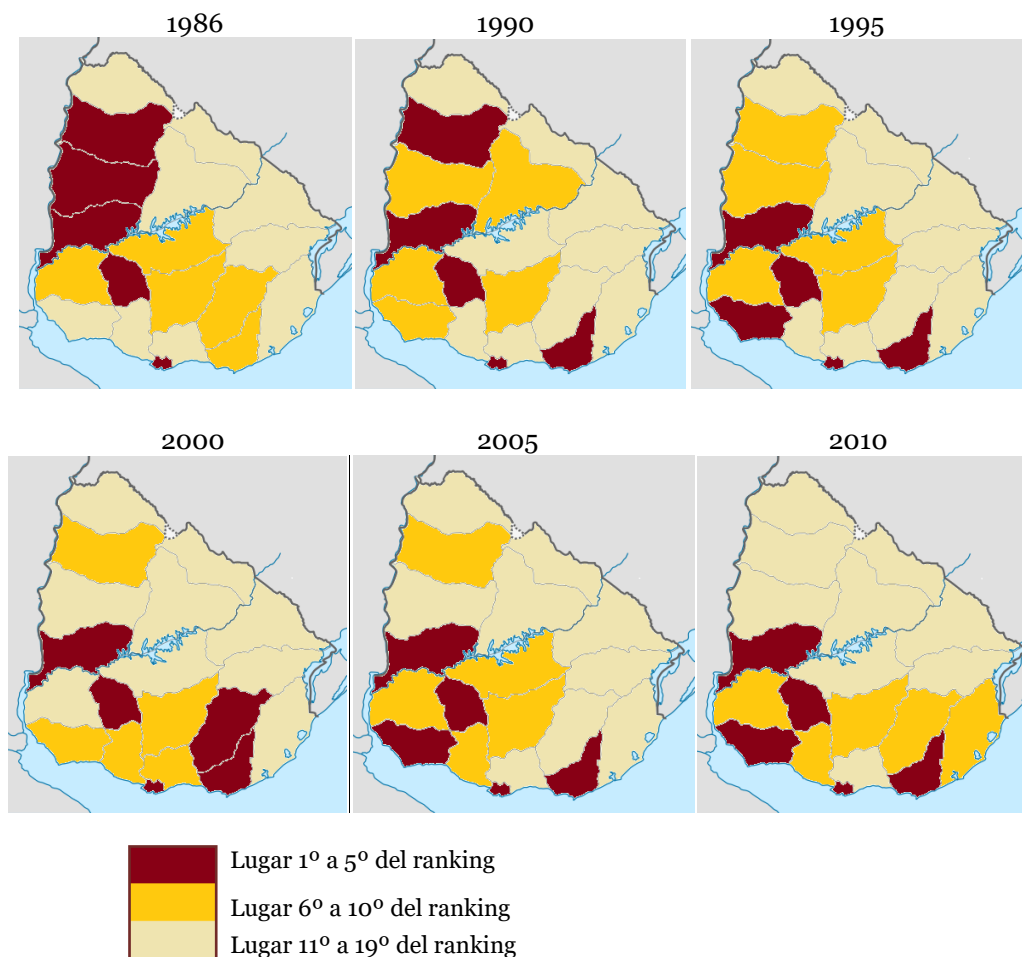 1986
1990
1995
2000
2005
2010
Lugar 1º a 5º del ranking
Lugar 6º a 10º del ranking
Lugar 11º a 19º del ranking